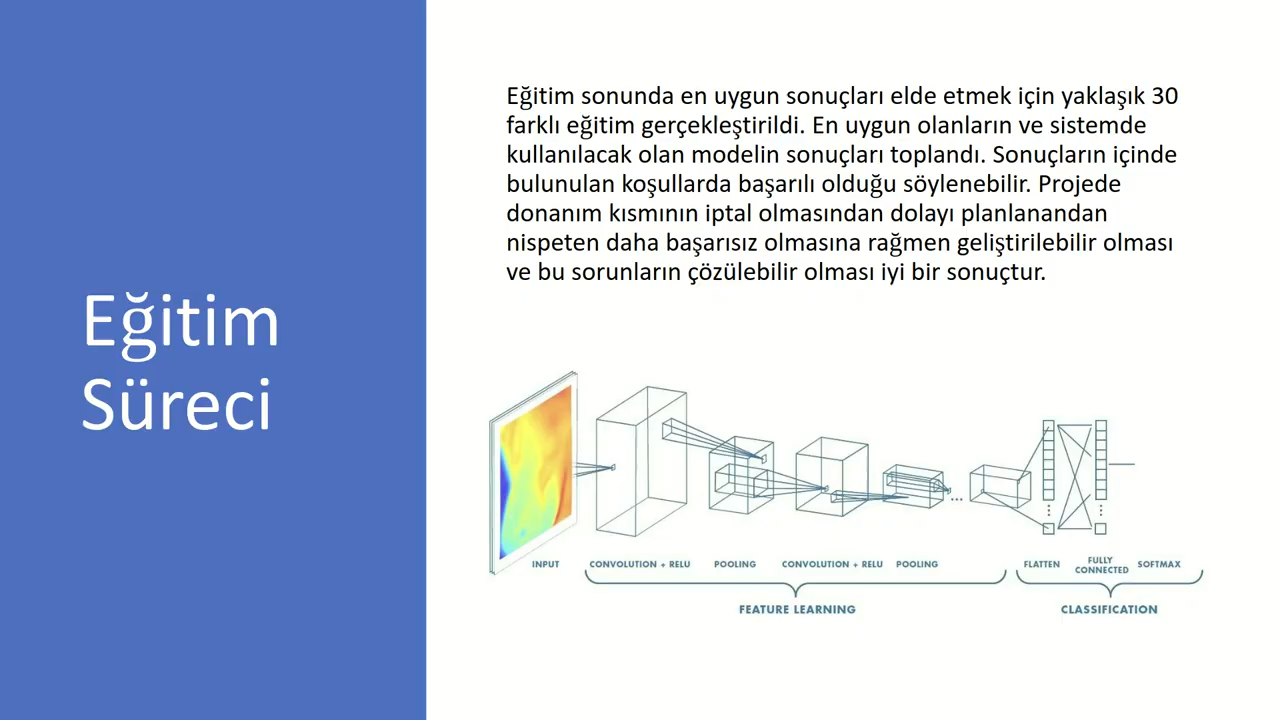 Eğitim
Süreci
Eğitim sonunda en uygun sonuçları elde etmek için yaklaşık 30
farklı eğitim gerçekleştirildi. En uygun olanların ve sistemde
kullanılacak olan modelin sonuçları toplandı. Sonuçların içinde
bulunulan koşullarda başarılı olduğu söylenebilir. Projede
donanım kısmının iptal olmasından dolayı planlanandan
nispeten daha başarısız olmasına rağmen geliştirilebilir olması
ve bu sorunların çözülebilir olması iyi bir sonuçtur.
INPUT
CONVOLUTION + RELU
POOLING
CONVOLUTION + RELU
POOLING
FLATTEN
FULLY
CONNECTED
SOFTMAX
FEATURE LEARNING
CLASSIFICATION